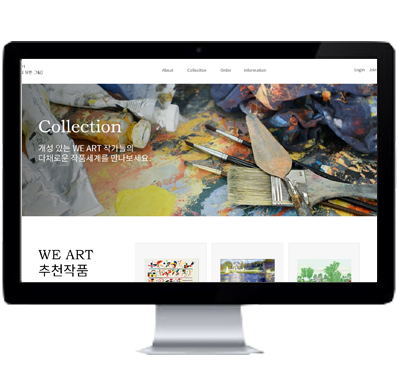 About Collection Order Information Login
Collection
개성 있는 WE ART 작가들의
다채로운 작품세계를 만나보세요.
WE ART
추천작품